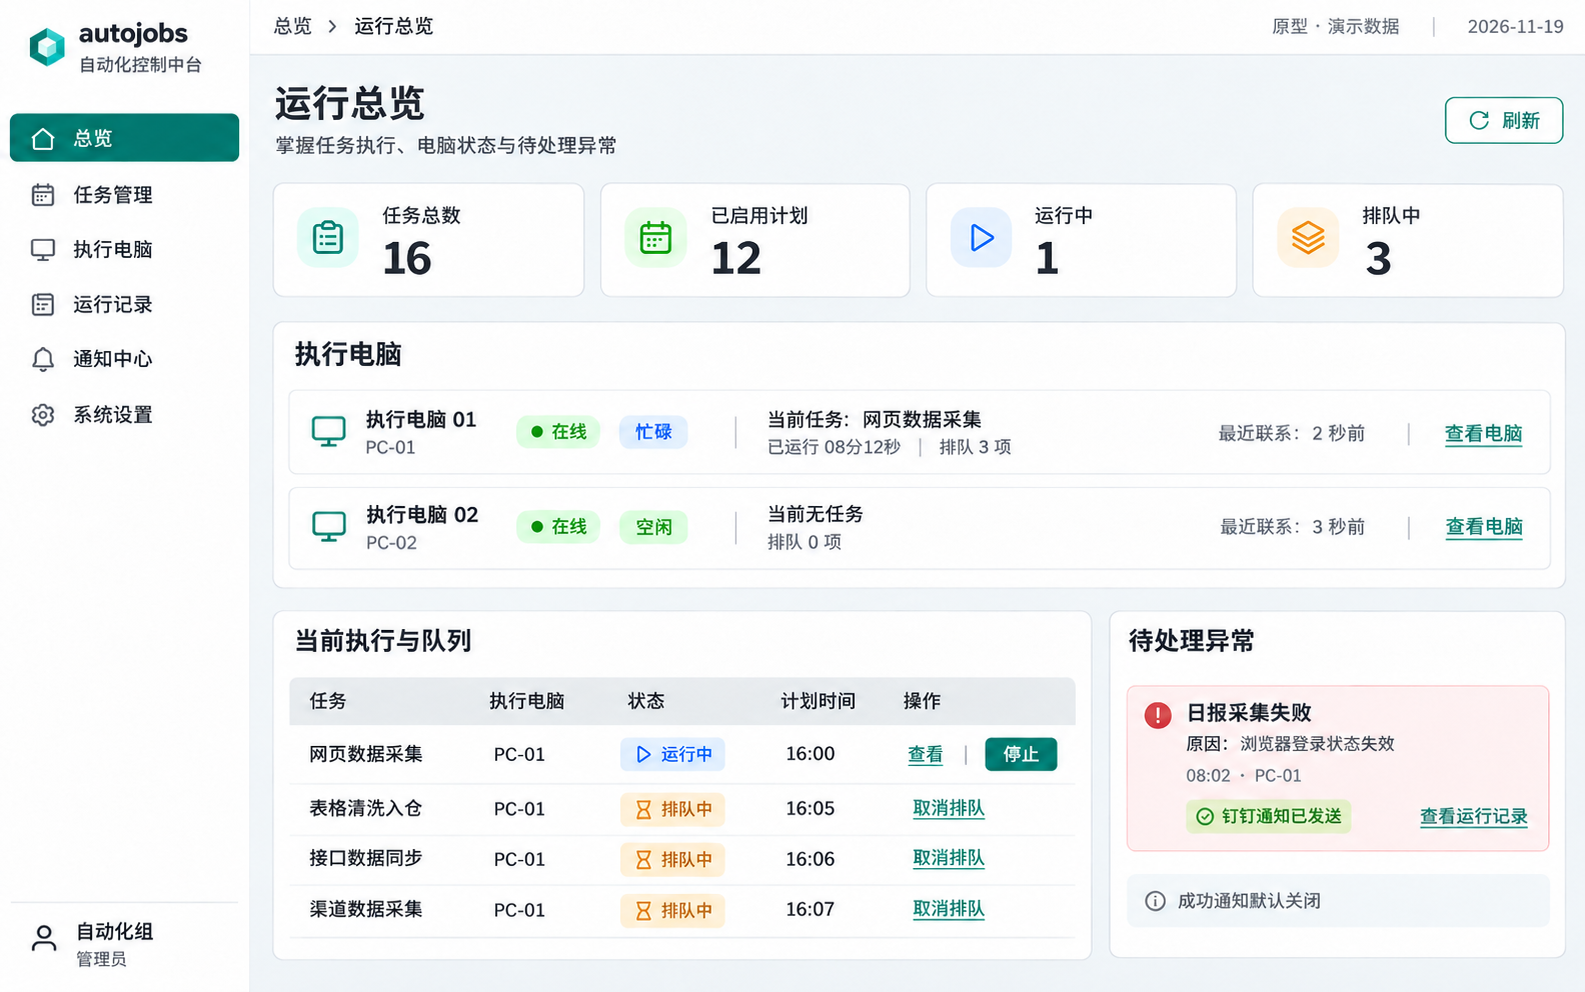 autojobs
自动化控制中台
总览
任务管理
执行电脑
运行记录
通知中心
系统设置
自动化组
管理员
总览 > 运行总览
原型 · 演示数据 | 2026-11-19
运行总览
掌握任务执行、电脑状态与待处理异常
刷新
任务总数
16
已启用计划
12
运行中
1
排队中
3
执行电脑
执行电脑 01
PC-01
在线
忙碌
当前任务：网页数据采集
已运行 08分12秒 | 排队 3 项
最近联系：2 秒前
查看电脑
执行电脑 02
PC-02
在线
空闲
当前无任务
排队 0 项
最近联系：3 秒前
查看电脑
当前执行与队列
任务 执行电脑 状态 计划时间 操作
网页数据采集 PC-01 运行中 16:00 查看 | 停止
表格清洗入仓 PC-01 排队中 16:05 取消排队
接口数据同步 PC-01 排队中 16:06 取消排队
渠道数据采集 PC-01 排队中 16:07 取消排队
待处理异常
日报采集失败
原因：浏览器登录状态失效
08:02 · PC-01
钉钉通知已发送
查看运行记录
成功通知默认关闭